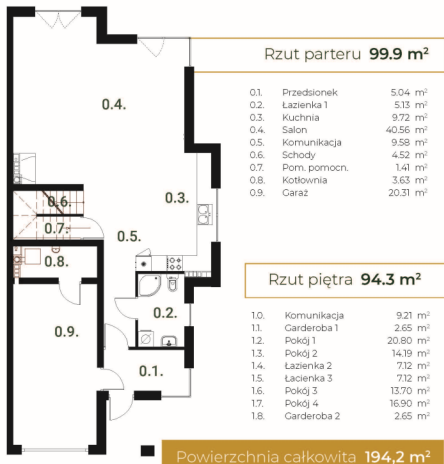 Rzut parteru 99.9 m²
0.1. Przedsionek 5.04 m²
0.2. Łazienka 1 5.13 m²
0.3. Kuchnia 9.72 m²
0.4. Salon 40.56 m²
0.5. Komunikacja 9.58 m²
0.6. Schody 4.52 m²
0.7. Pom. pomocn. 1.41 m²
0.8. Kotłownia 3.63 m²
0.9. Garaż 20.31 m²
Rzut piętra 94.3 m²
1.0. Komunikacja 9.21 m²
1.1. Garderoba 1 2.65 m²
1.2. Pokój 1 20.80 m²
1.3. Pokój 2 14.19 m²
1.4. Łazienka 2 7.12 m²
1.5. Łacienka 3 7.12 m²
1.6. Pokój 3 13.70 m²
1.7. Pokój 4 16.90 m²
1.8. Garderoba 2 2.65 m²
Powierzchnia całkowita 194,2 m²
0.4.
0.6.
0.3.
0.7.
0.5.
0.8.
0.2.
0.9.
0.1.